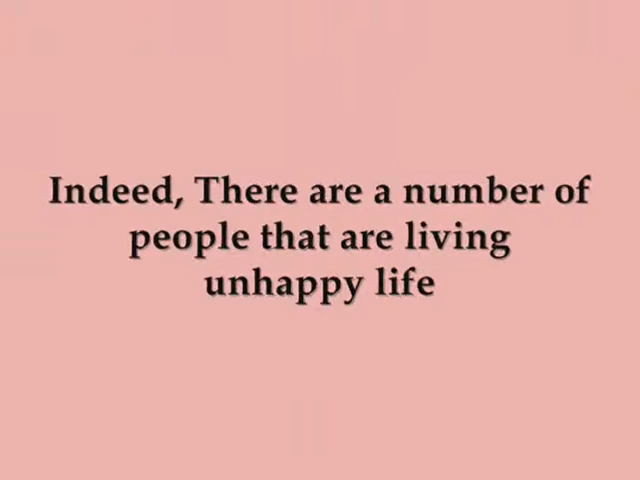 Indeed, There are a number of
people that are living
unhappy life